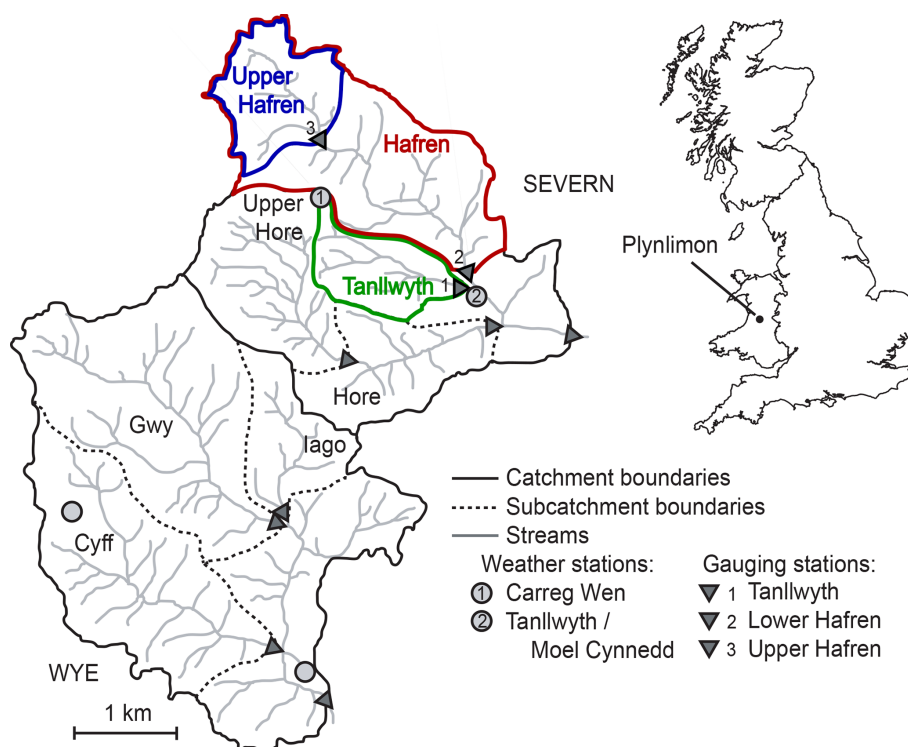 Upper
Hafren
3
Hafren
SEVERN
1
Upper
Hore
Plynlimon
2
Tanllwyth
1
2
Hore
Gwy
Iago
Cyff
WYE
1 km
Catchment boundaries
Subcatchment boundaries
Streams
Weather stations:
1 Carreg Wen
2 Tanllwyth /
Moel Cynnedd
Gauging stations:
1 Tanllwyth
2 Lower Hafren
3 Upper Hafren